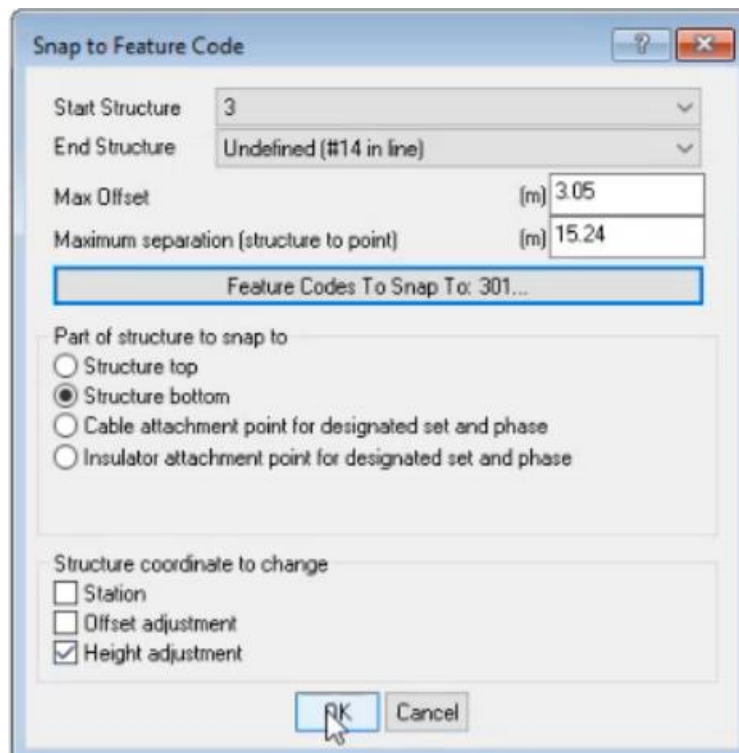 Snap to Feature Code
Start Structure 3
End Structure Undefined (#14 in line)
Max Offset (m) 3.05
Maximum separation (structure to point) (m) 15.24
Feature Codes To Snap To: 301...
Part of structure to snap to
Structure top
Structure bottom
Cable attachment point for designated set and phase
Insulator attachment point for designated set and phase
Structure coordinate to change
Station
Offset adjustment
Height adjustment
OK Cancel